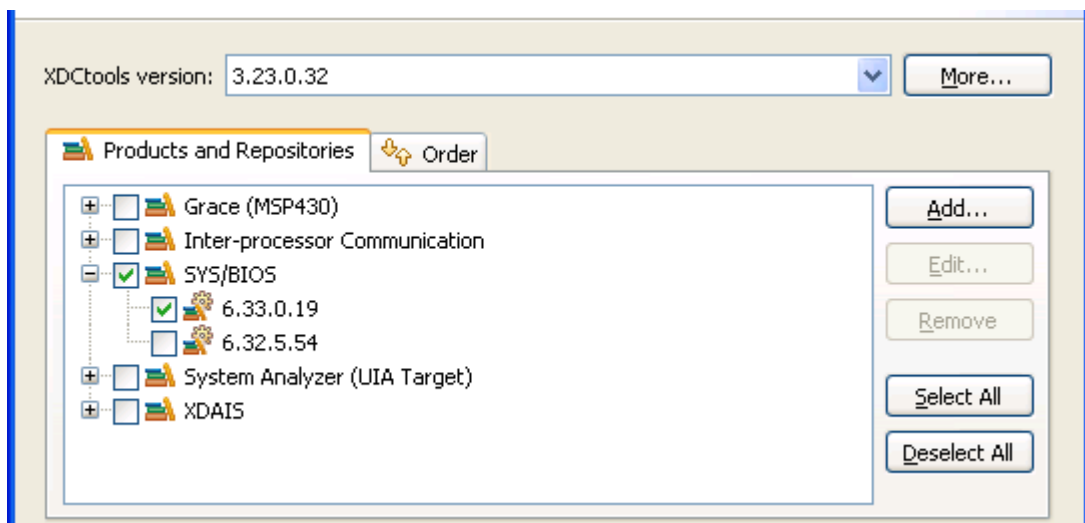 XDCtools version: 3.23.0.32 More...
Products and Repositories Order
Grace (MSP430) Add...
Inter-processor Communication
SYS/BIOS Edit...
6.33.0.19 Remove
6.32.5.54
System Analyzer (UIA Target) Select All
XDAIS
Deselect All